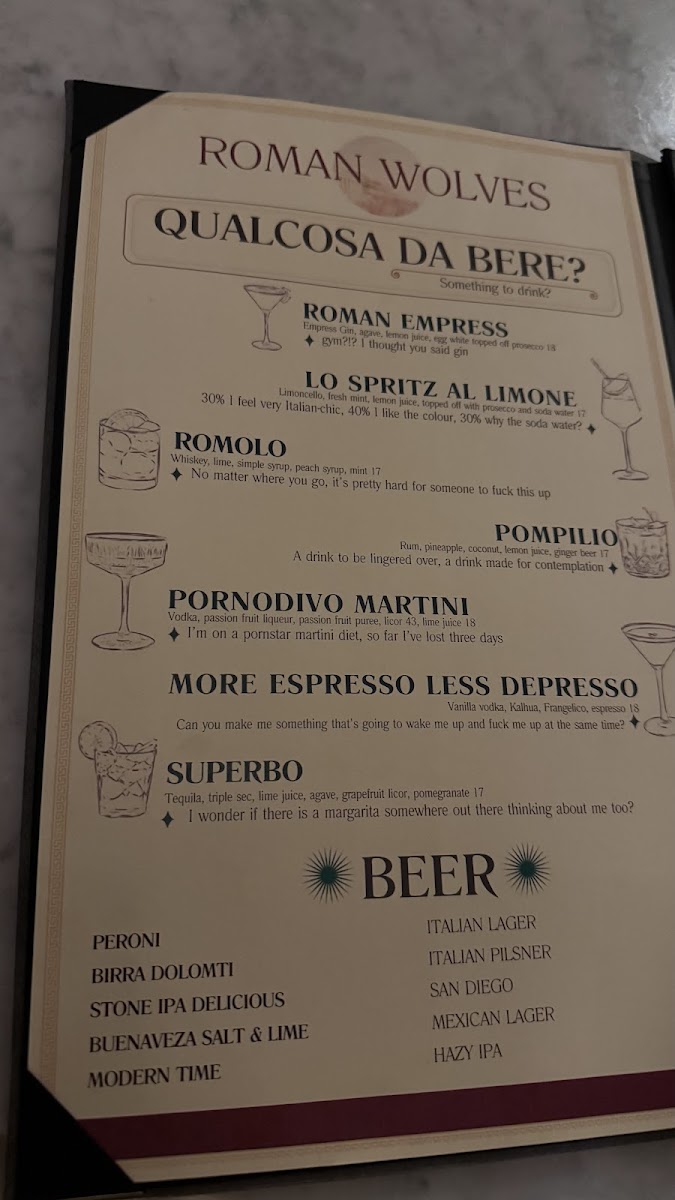 ROMAN WOLVES
QUALCOSA DA BERE?
Something to drink?
ROMAN EMPRESS
Empress Gin, agave, lemon juice, egg white topped off prosecco 18
✦ gym?!? I thought you said gin
LO SPRITZ AL LIMONE
Limoncello, fresh mint, lemon juice, topped off with prosecco and soda water 17
30% I feel very Italian-chic, 40% I like the colour, 30% why the soda water? ✦
ROMOLO
Whiskey, lime, simple syrup, peach syrup, mint 17
✦ No matter where you go, it's pretty hard for someone to fuck this up
POMPILIO
Rum, pineapple, coconut, lemon juice, ginger beer 17
A drink to be lingered over, a drink made for contemplation ✦
PORNODIVO MARTINI
Vodka, passion fruit liqueur, passion fruit puree, licor 43, lime juice 18
✦ I'm on a pornstar martini diet, so far I've lost three days
MORE ESPRESSO LESS DEPRESSO
Vanilla vodka, Kalhua, Frangelico, espresso 18
Can you make me something that's going to wake me up and fuck me up at the same time? ✦
SUPERBO
Tequila, triple sec, lime juice, agave, grapefruit licor, pomegranate 17
✦ I wonder if there is a margarita somewhere out there thinking about me too?
BEER
PERONI ITALIAN LAGER
BIRRA DOLOMTI ITALIAN PILSNER
STONE IPA DELICIOUS SAN DIEGO
BUENAVEZA SALT & LIME MEXICAN LAGER
MODERN TIME HAZY IPA